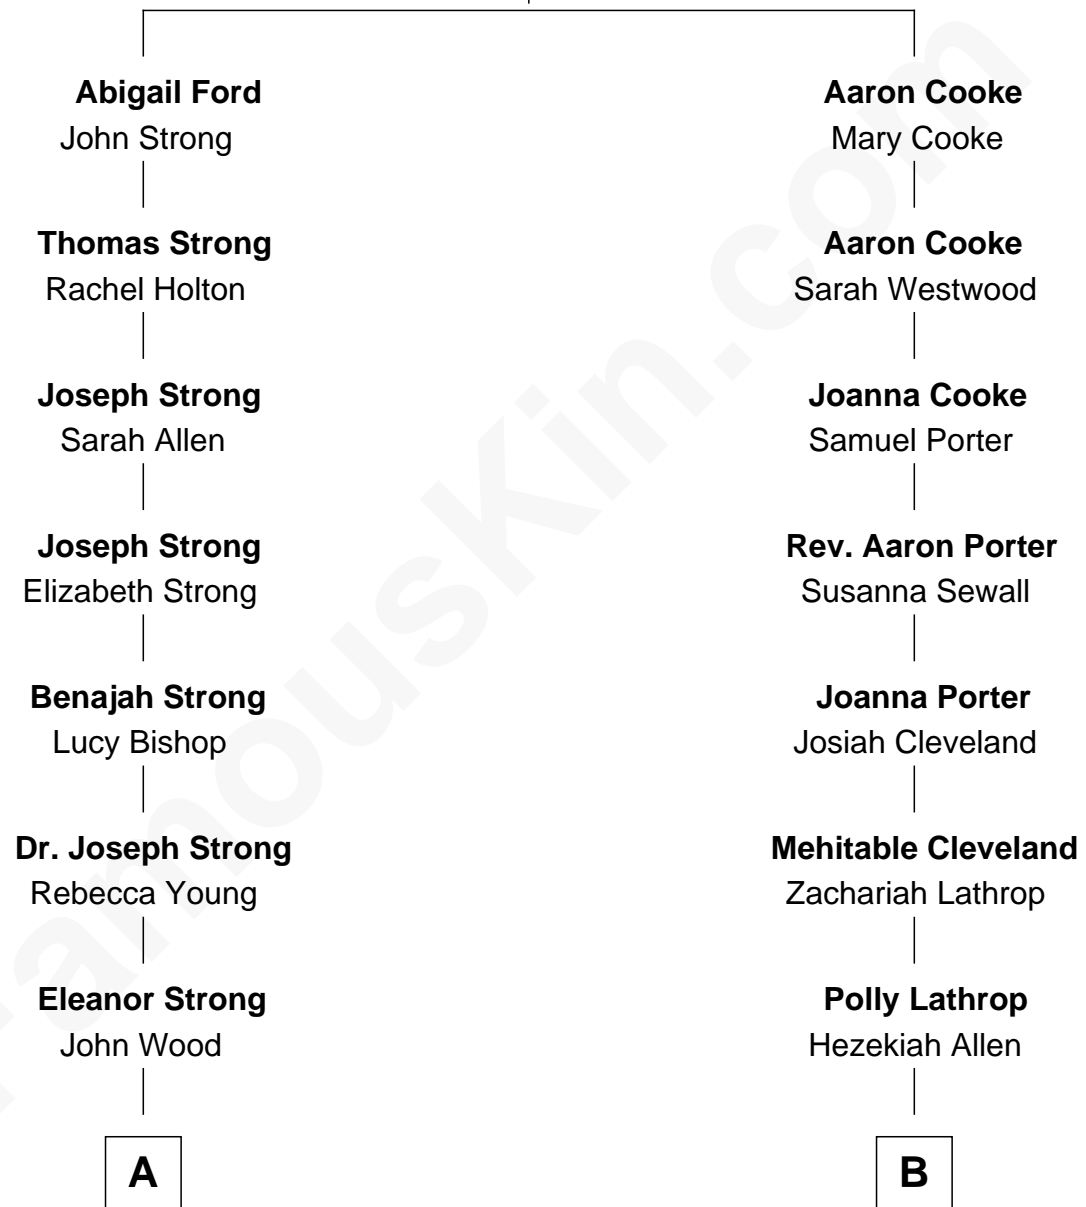 Abigail Ford
John Strong
Thomas Strong
Rachel Holton
Joseph Strong
Sarah Allen
Joseph Strong
Elizabeth Strong
Benajah Strong
Lucy Bishop
Dr. Joseph Strong
Rebecca Young
Eleanor Strong
John Wood
A
Aaron Cooke
Mary Cooke
Aaron Cooke
Sarah Westwood
Joanna Cooke
Samuel Porter
Rev. Aaron Porter
Susanna Sewall
Joanna Porter
Josiah Cleveland
Mehitable Cleveland
Zachariah Lathrop
Polly Lathrop
Hezekiah Allen
B
FamousKin.com